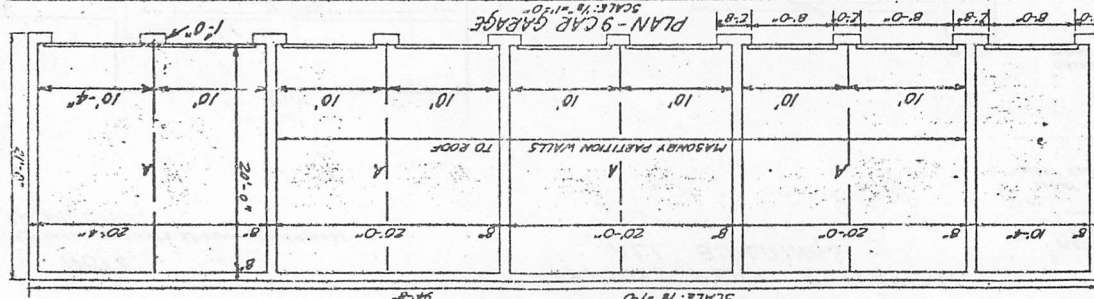 SCALE: 1/8"=1'-0"
94'-8"
8"
10'-4" 8" 20'-0" 8" 20'-0" 8" 20'-0" 8" 20'-4"
A A A 20'-0" A 21'-0"
MASONRY PARTITION WALLS TO ROOF
10' 10' 10' 10' 10' 10' 10' 10'-4"
8'-0" 2'-8" 8'-0" 1'-0" 8'-0" 2'-8" PLAN - 9 CAR GARAGE 1'-0"
SCALE: 1/8"=1'-0"